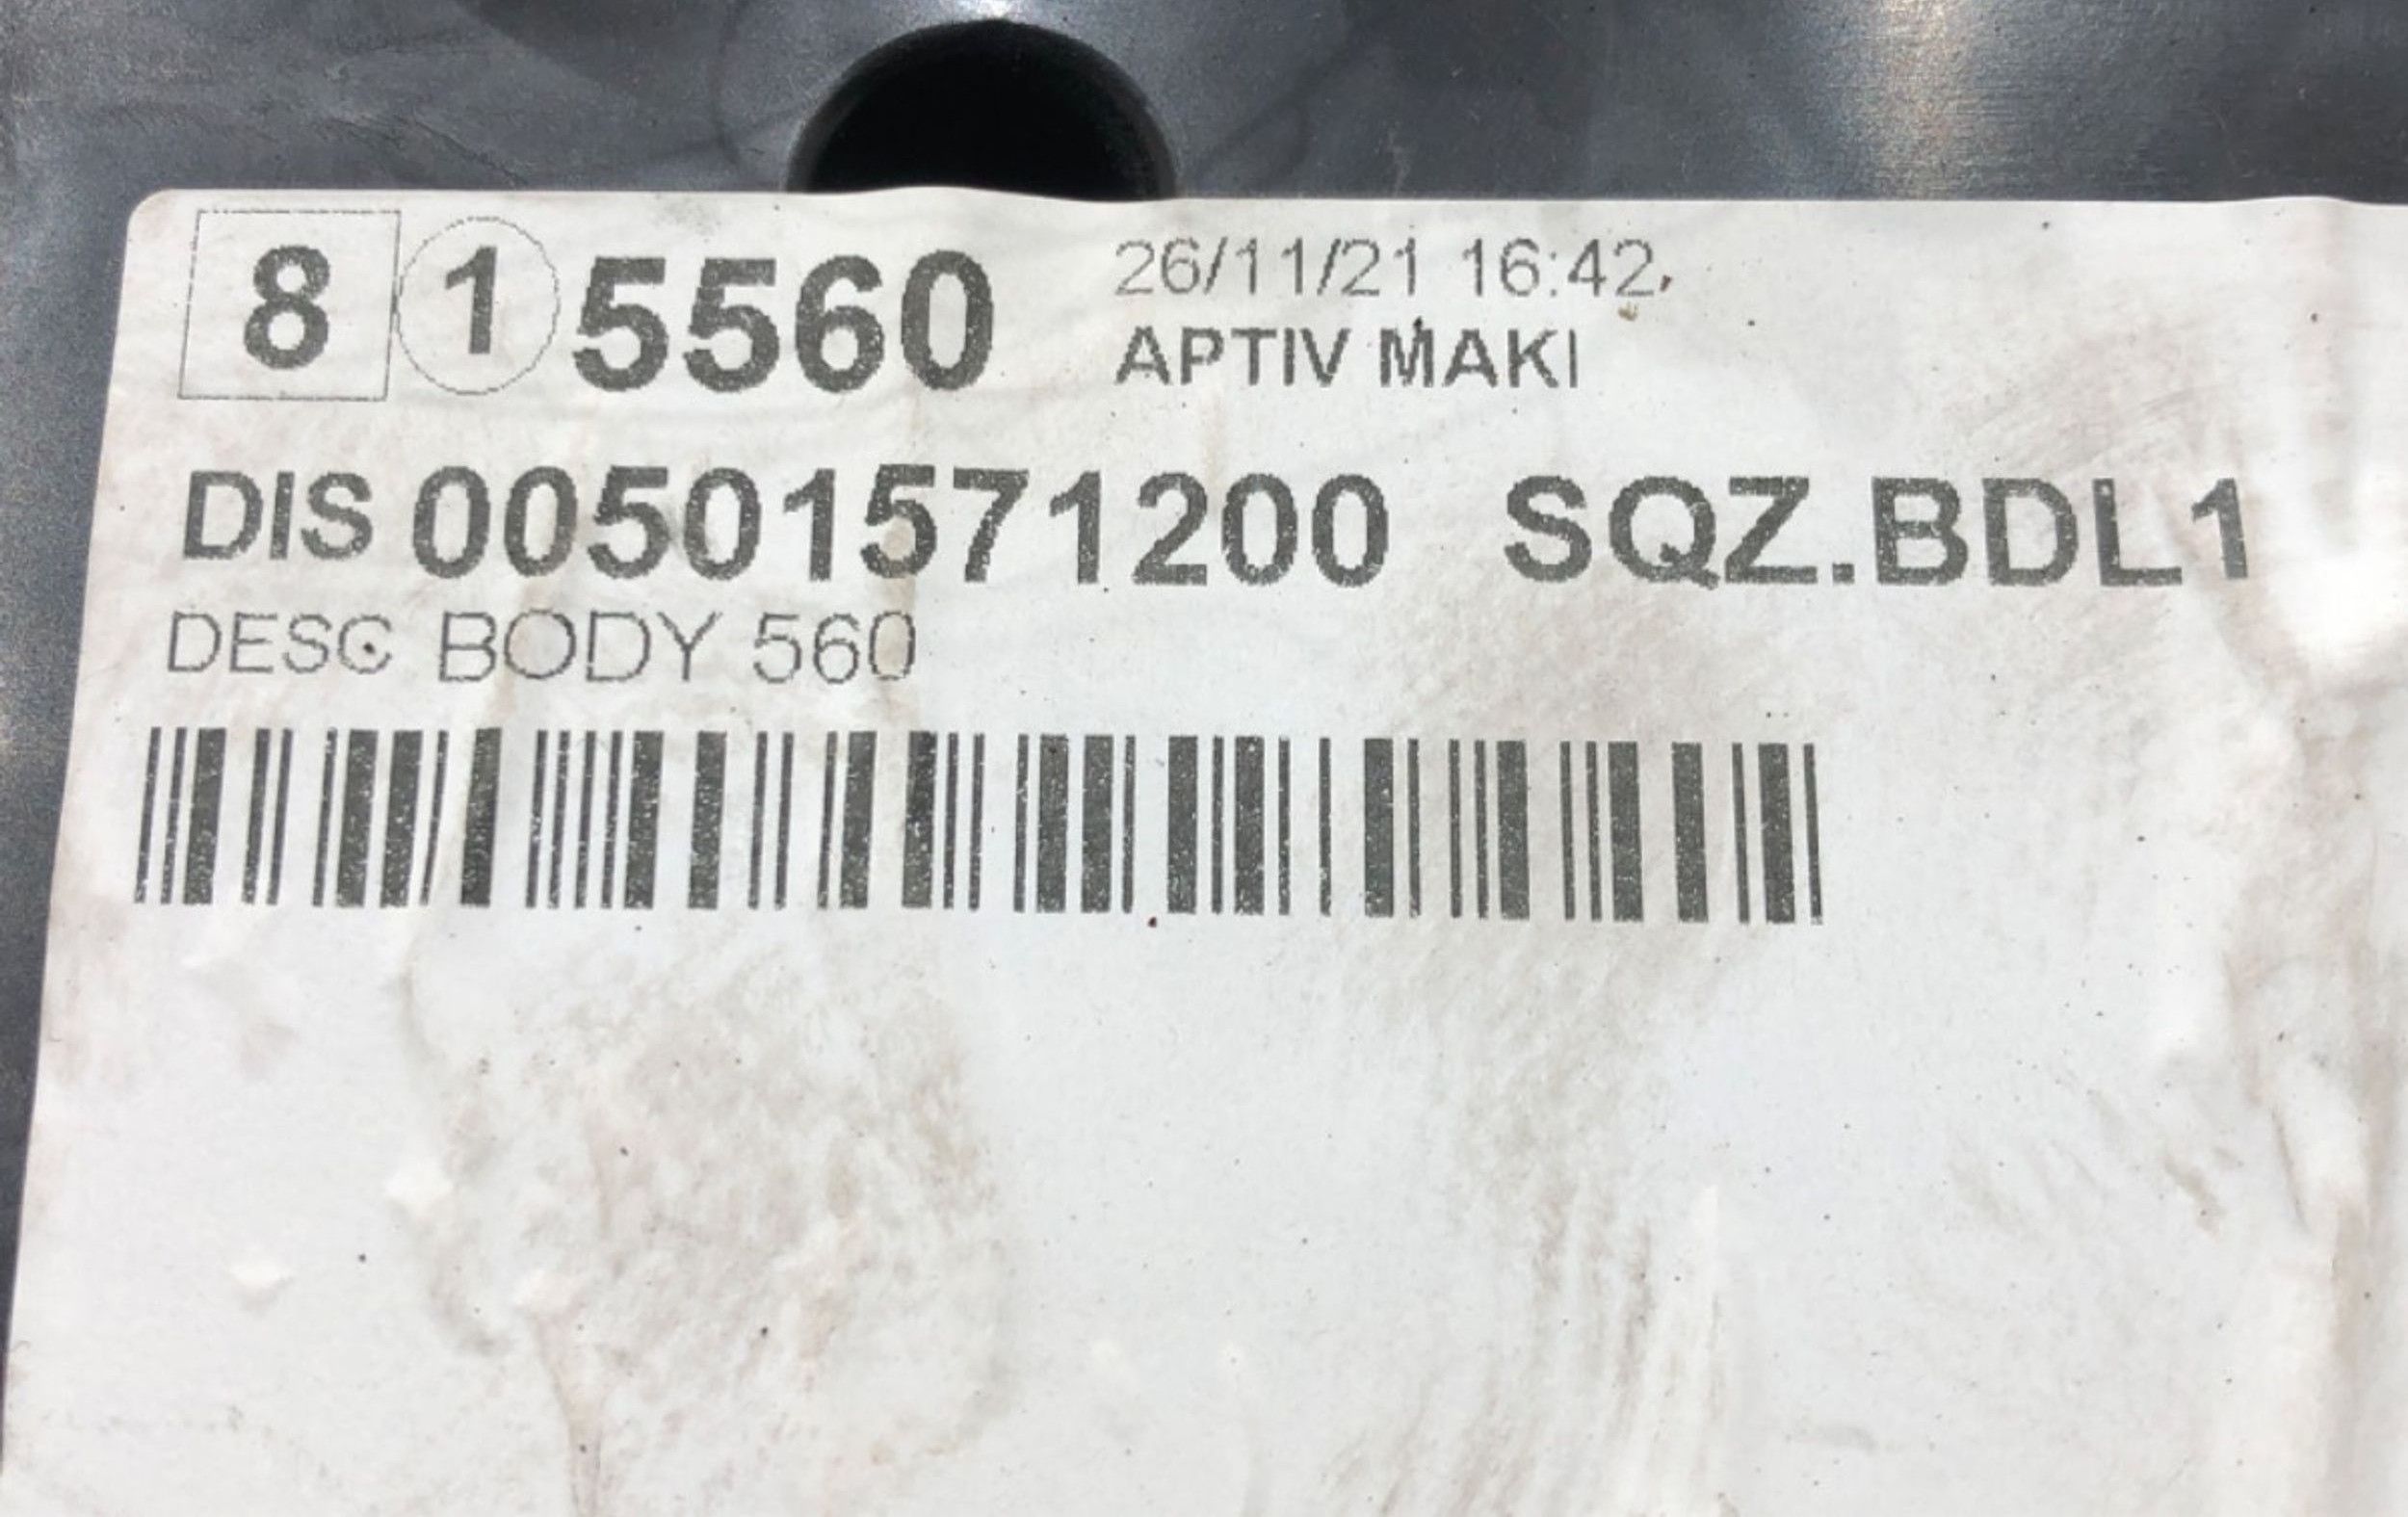 8 1 5560 26/11/21 16:42
APTIV MAKI
DIS 00501571200 SQZ.BDL1
DESC BODY 560